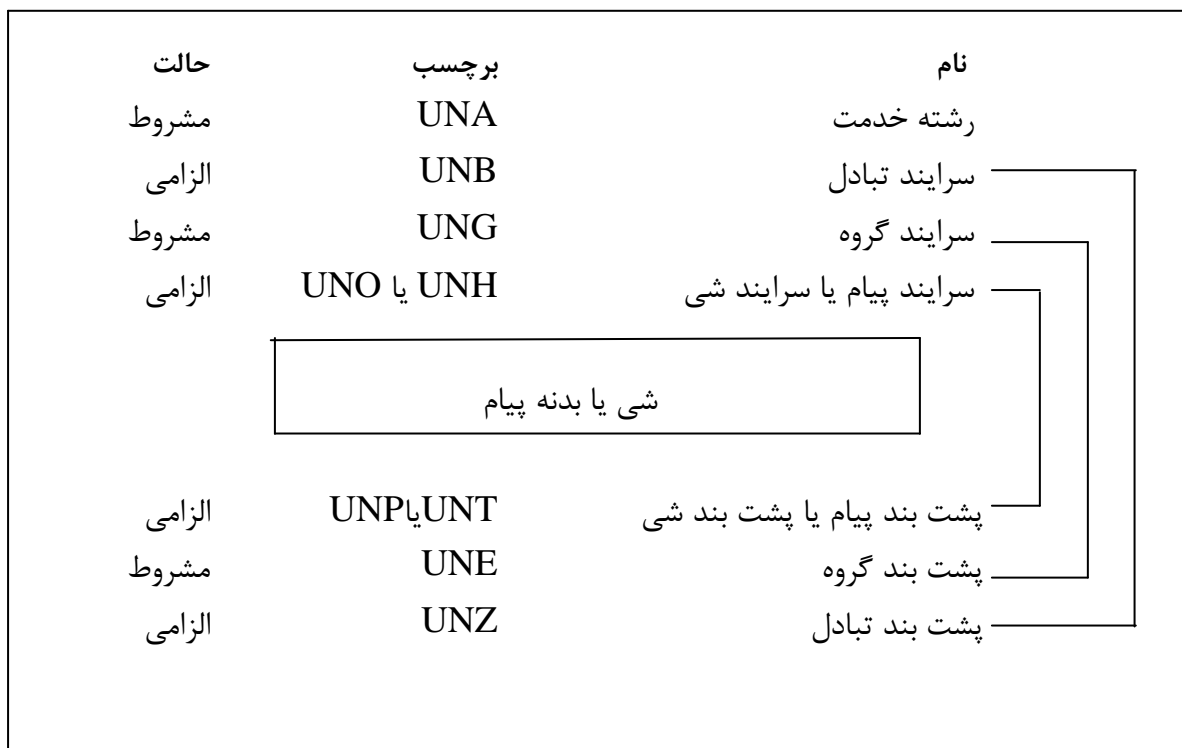 نام برچسب حالت
رشته خدمت UNA مشروط
سرایند تبادل UNB الزامی
سرایند گروه UNG مشروط
سرایند پیام یا سرایند شی UNH یا UNO الزامی
شی یا بدنه پیام
پشت بند پیام یا پشت بند شی UNTیاUNP الزامی
پشت بند گروه UNE مشروط
پشت بند تبادل UNZ الزامی